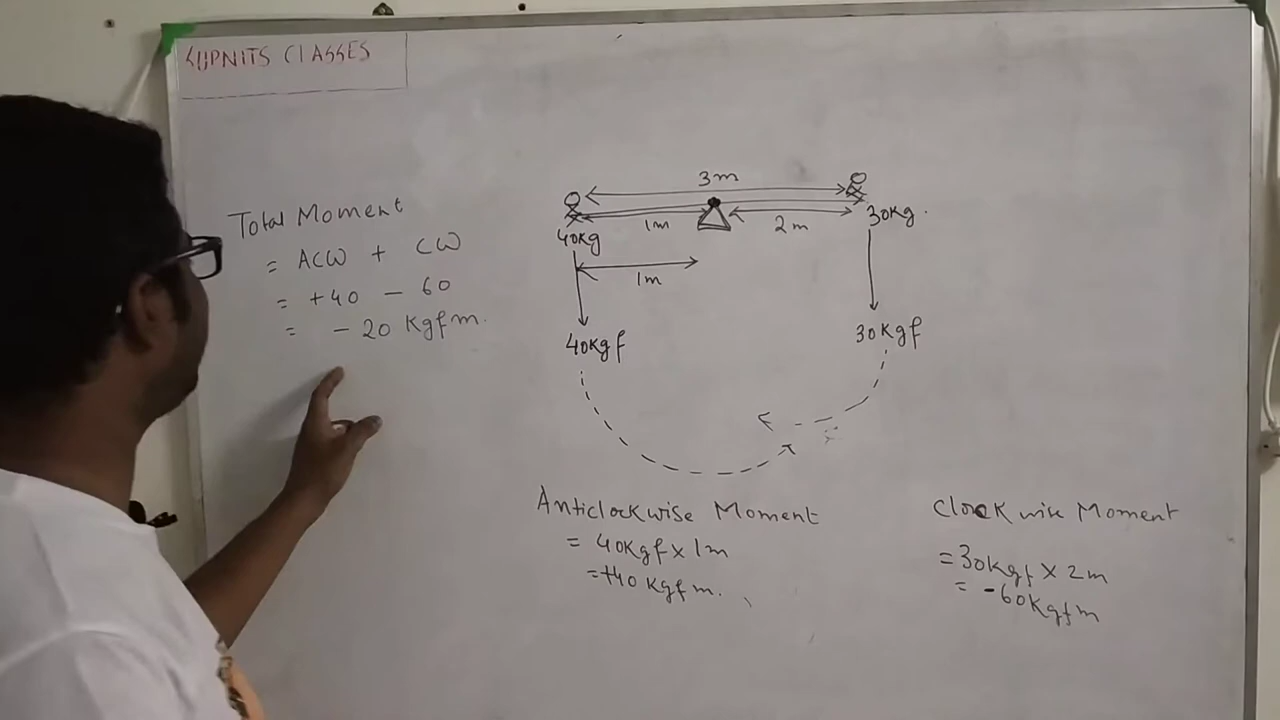 SUPNITS CLASSES
3m
1m
2m
40kg
30kg.
1m
40kgf
30kgf
Total Moment
= ACW + CW
= +40 - 60
= - 20 Kgfm.
Anticlockwise Moment
= 40Kgf x 1m
= +40 Kgfm.
Clockwise Moment
= 30Kgf X 2m
= -60Kgfm